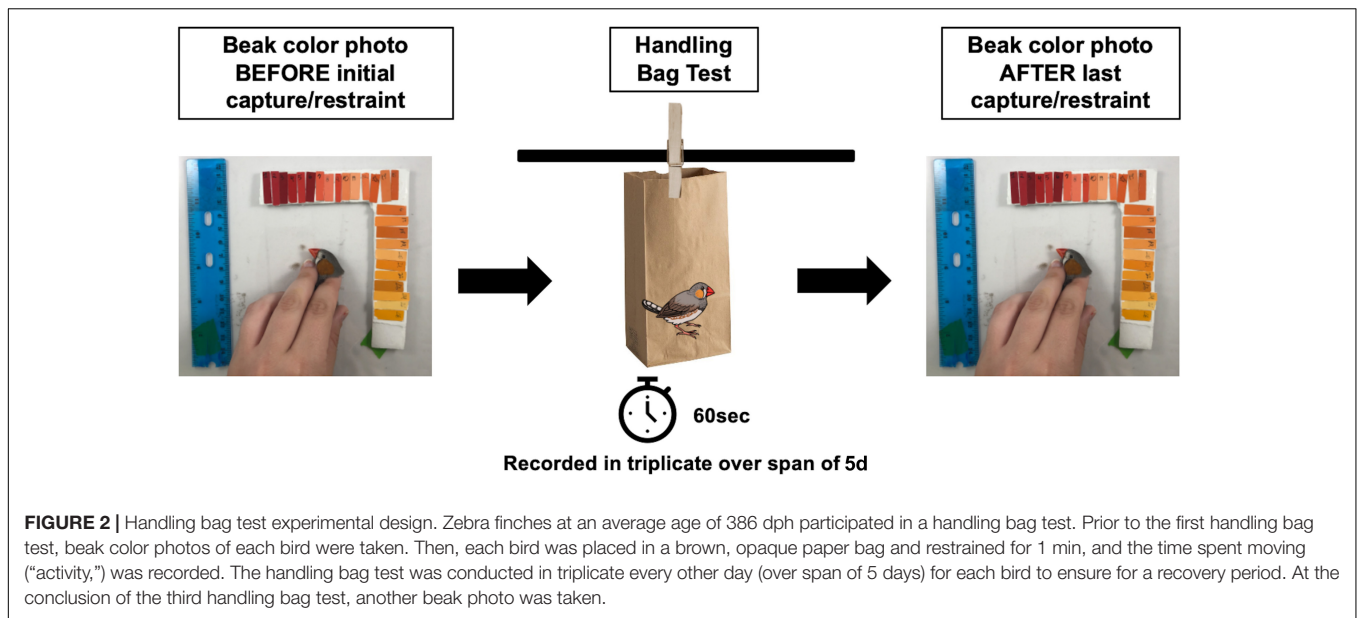 Beak color photo
BEFORE initial
capture/restraint
Handling
Bag Test
Beak color photo
AFTER last
capture/restraint
60sec
Recorded in triplicate over span of 5d
FIGURE 2 | Handling bag test experimental design. Zebra finches at an average age of 386 dph participated in a handling bag test. Prior to the first handling bag
test, beak color photos of each bird were taken. Then, each bird was placed in a brown, opaque paper bag and restrained for 1 min, and the time spent moving
(“activity,”) was recorded. The handling bag test was conducted in triplicate every other day (over span of 5 days) for each bird to ensure for a recovery period. At the
conclusion of the third handling bag test, another beak photo was taken.